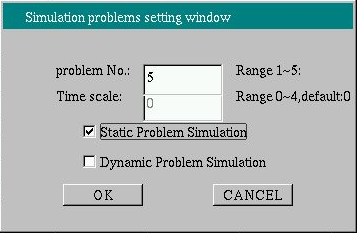 Simulation problems setting window
problem No.: 5 Range 1~5:
Time scale: 0 Range 0~4,default:0
Static Problem Simulation
Dynamic Problem Simulation
OK CANCEL